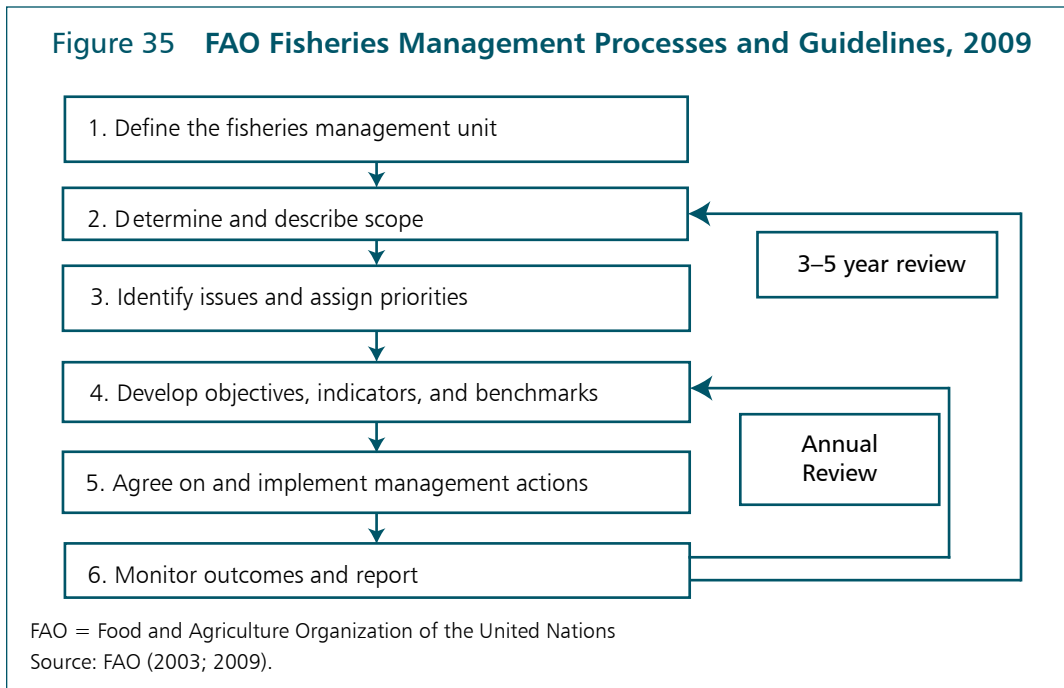 Figure 35 FAO Fisheries Management Processes and Guidelines, 2009
1. Define the fisheries management unit
2. Determine and describe scope
3–5 year review
3. Identify issues and assign priorities
4. Develop objectives, indicators, and benchmarks
Annual
Review
5. Agree on and implement management actions
6. Monitor outcomes and report
FAO = Food and Agriculture Organization of the United Nations
Source: FAO (2003; 2009).